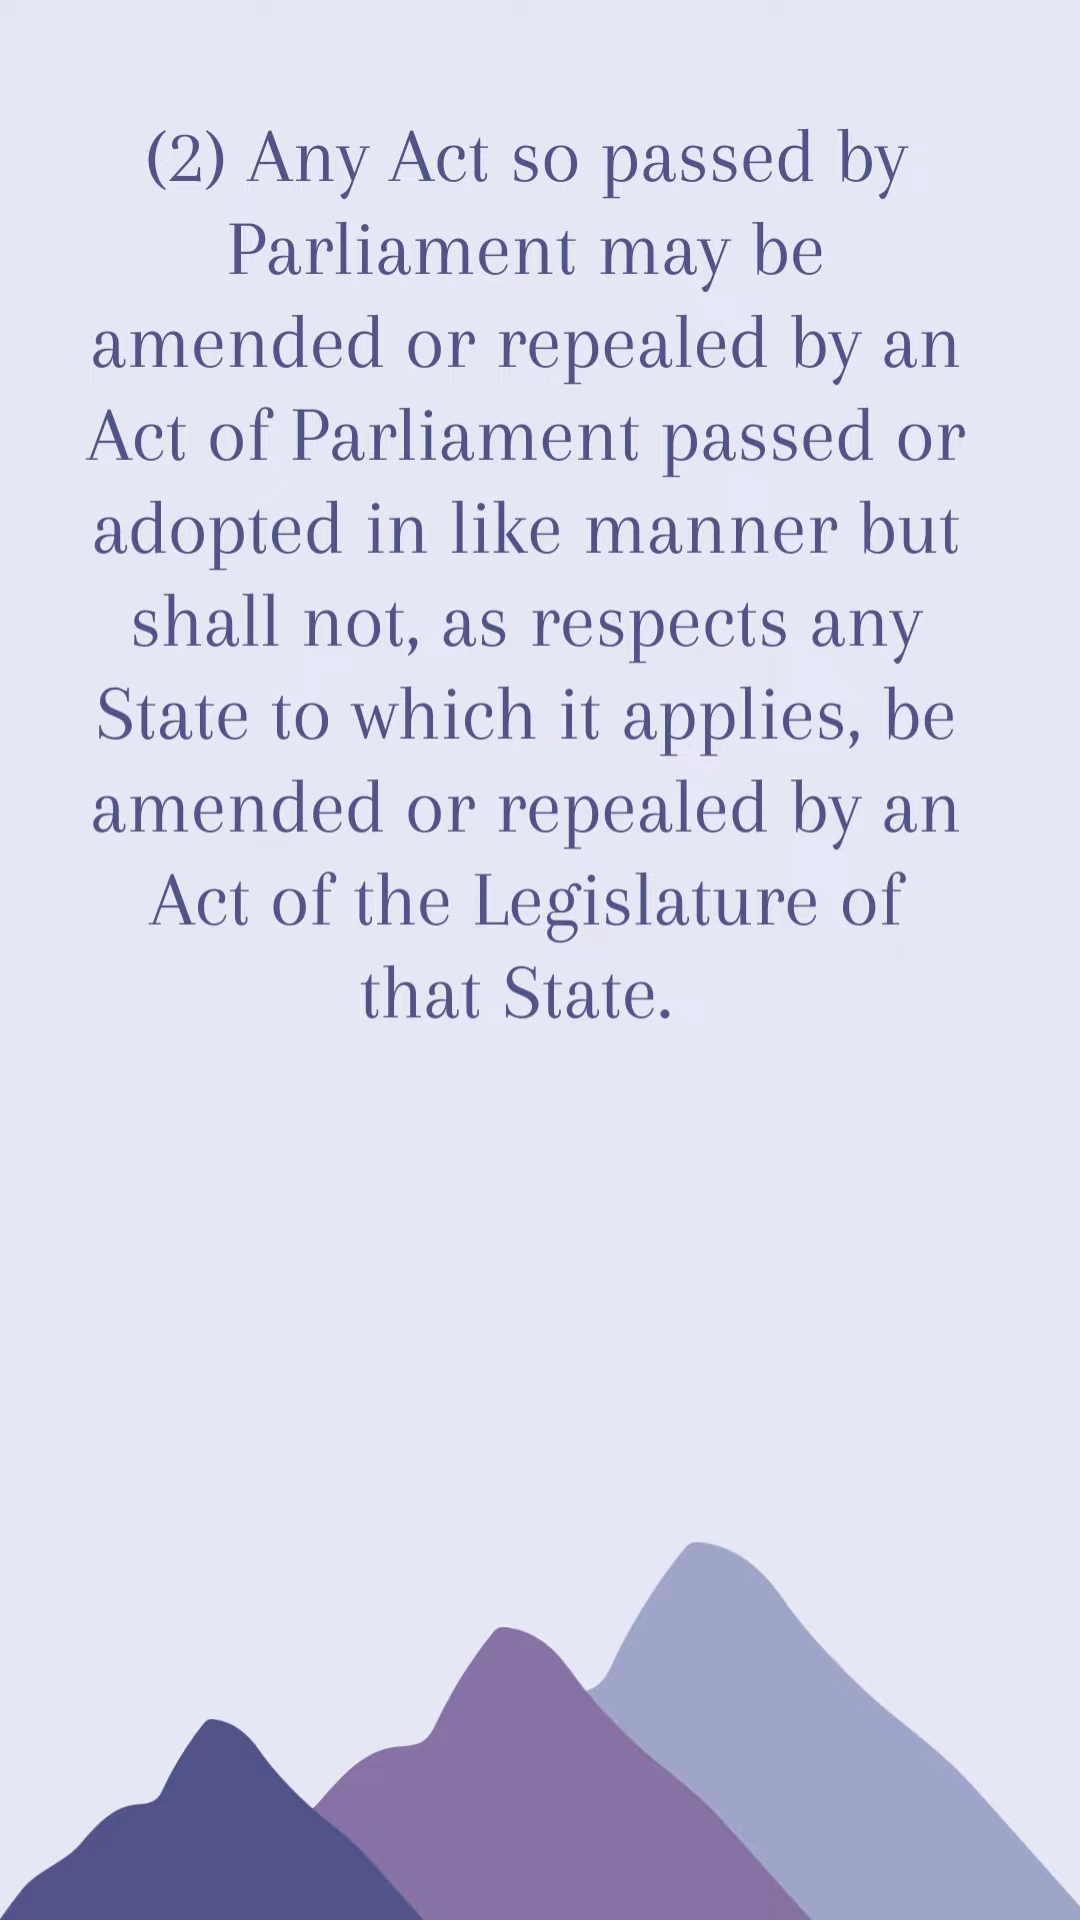 (2) Any Act so passed by
Parliament may be
amended or repealed by an
Act of Parliament passed or
adopted in like manner but
shall not, as respects any
State to which it applies, be
amended or repealed by an
Act of the Legislature of
that State.